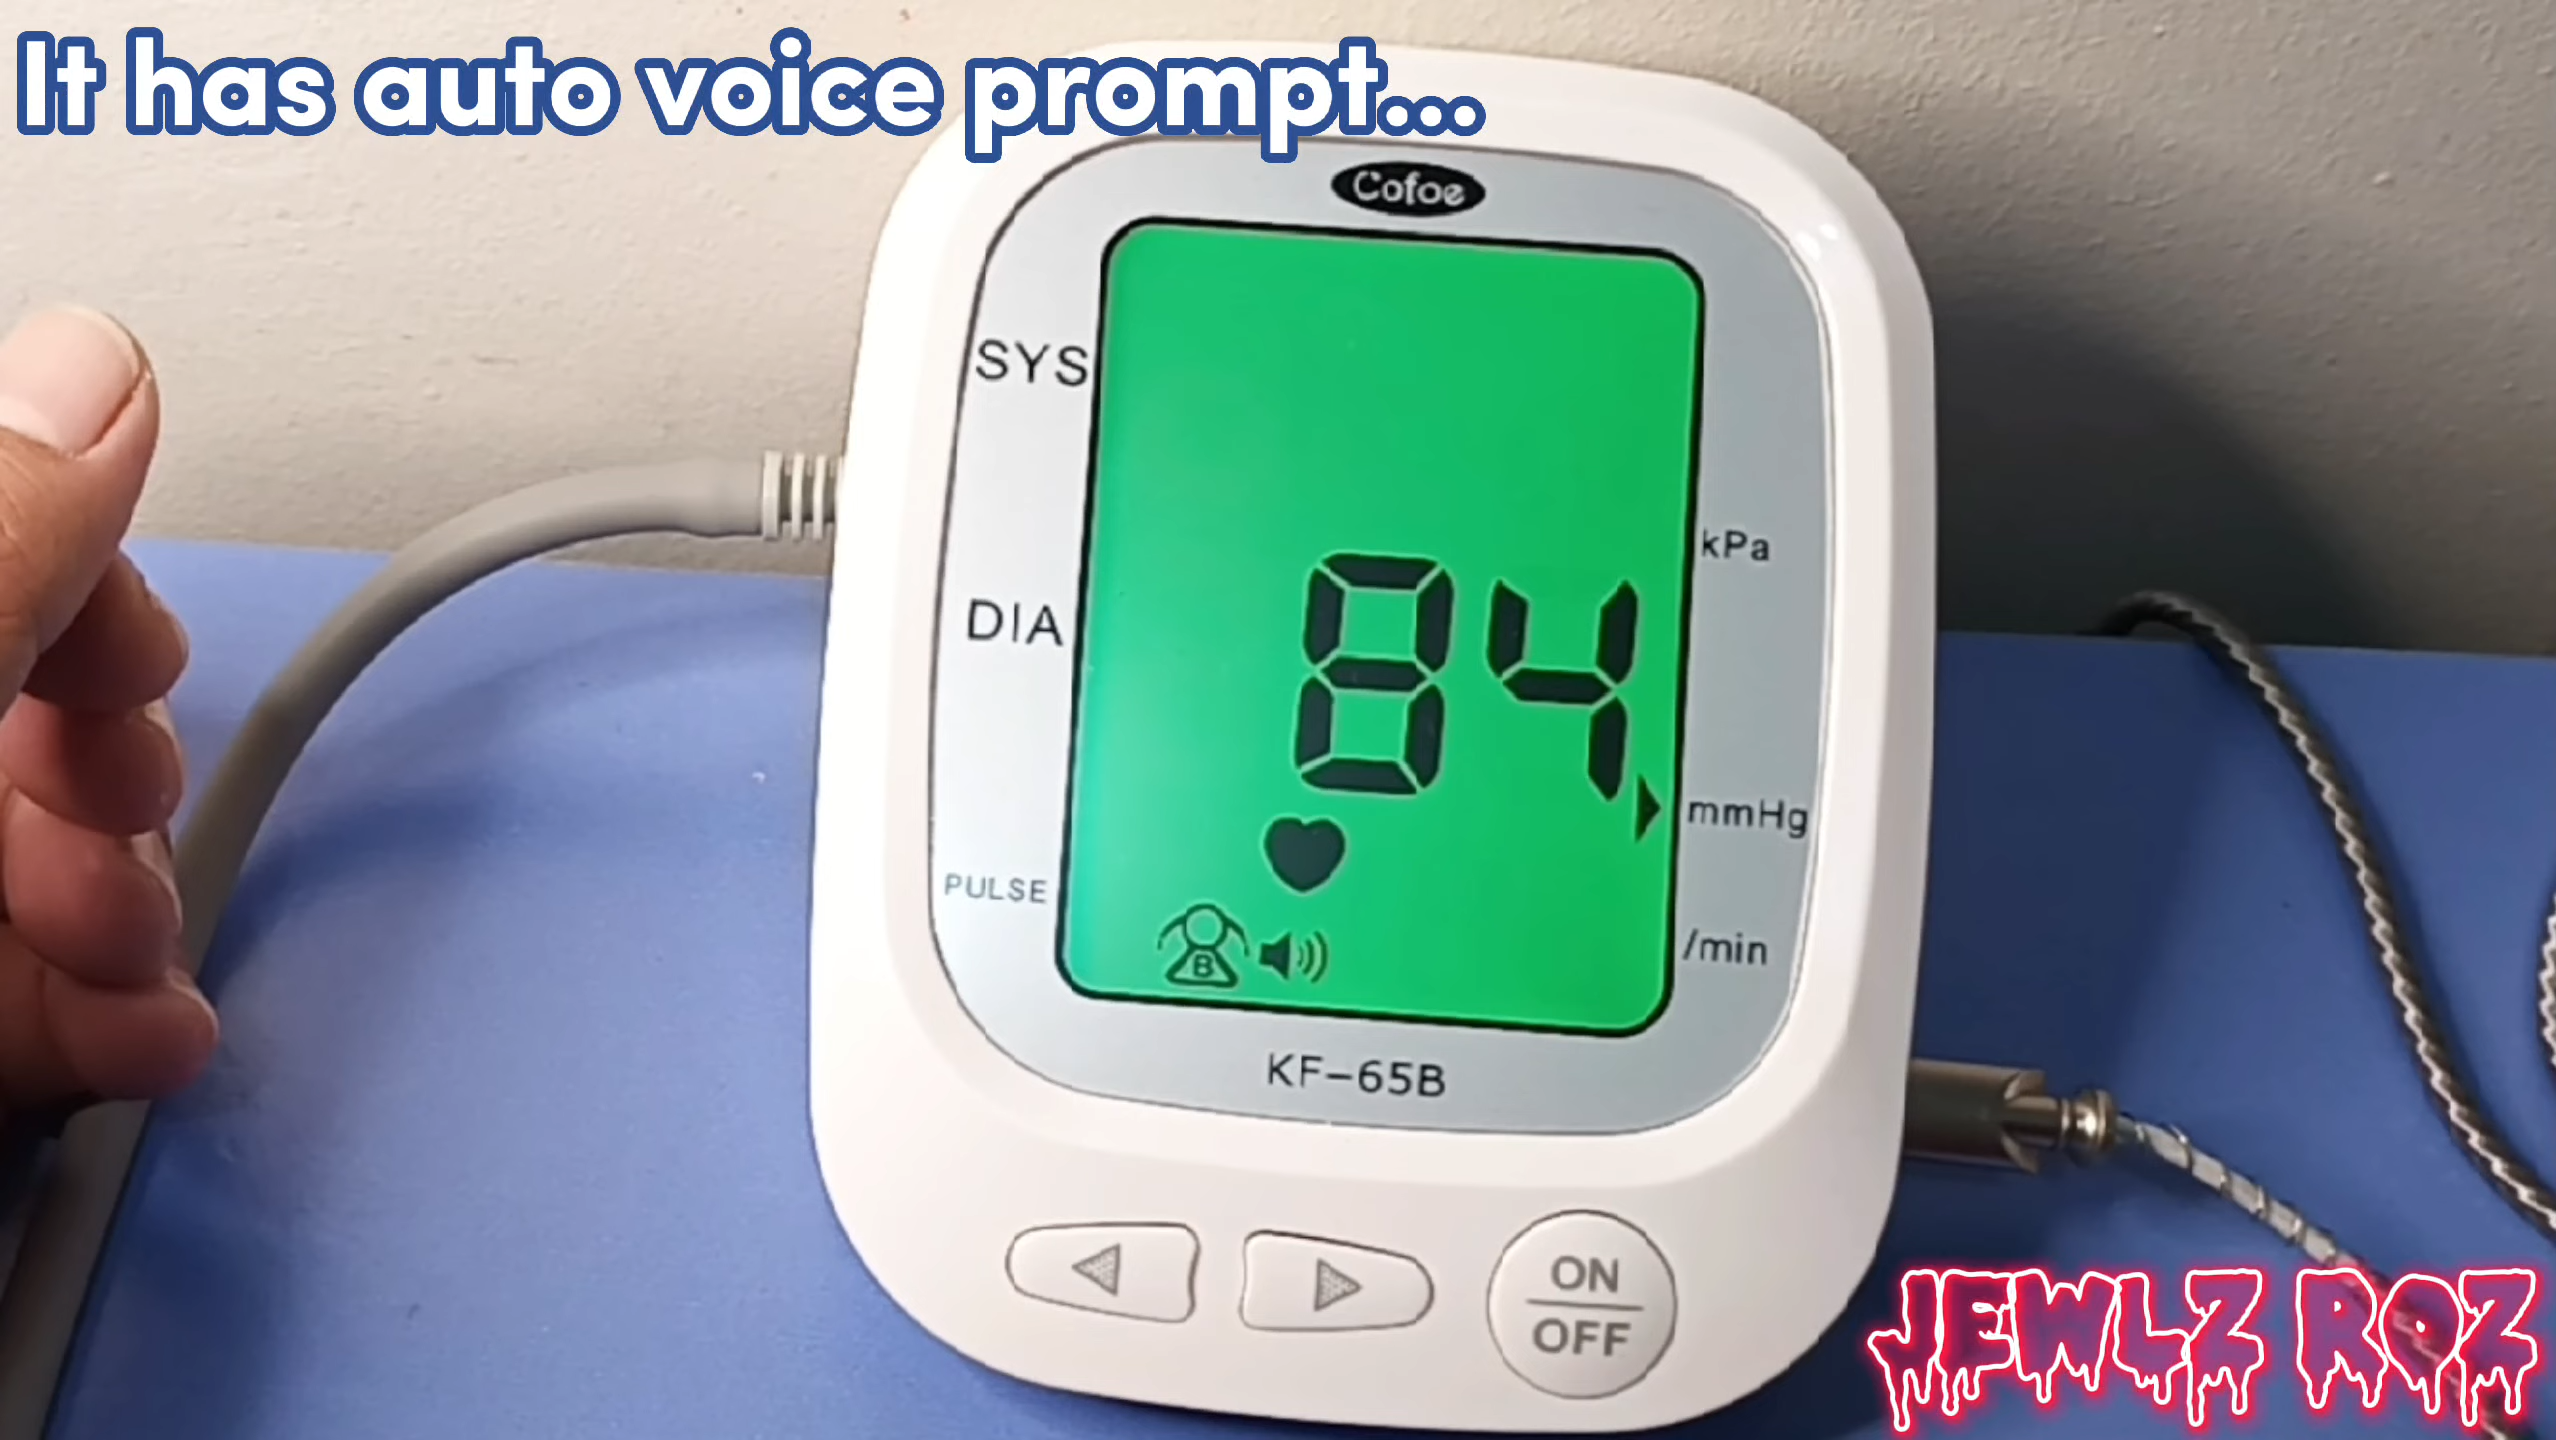 It has auto voice prompt...
Cofoe
SYS
kPa
DIA
84
mmHg
PULSE
/min
B
KF-65B
ON
OFF
JEWLZ ROZ